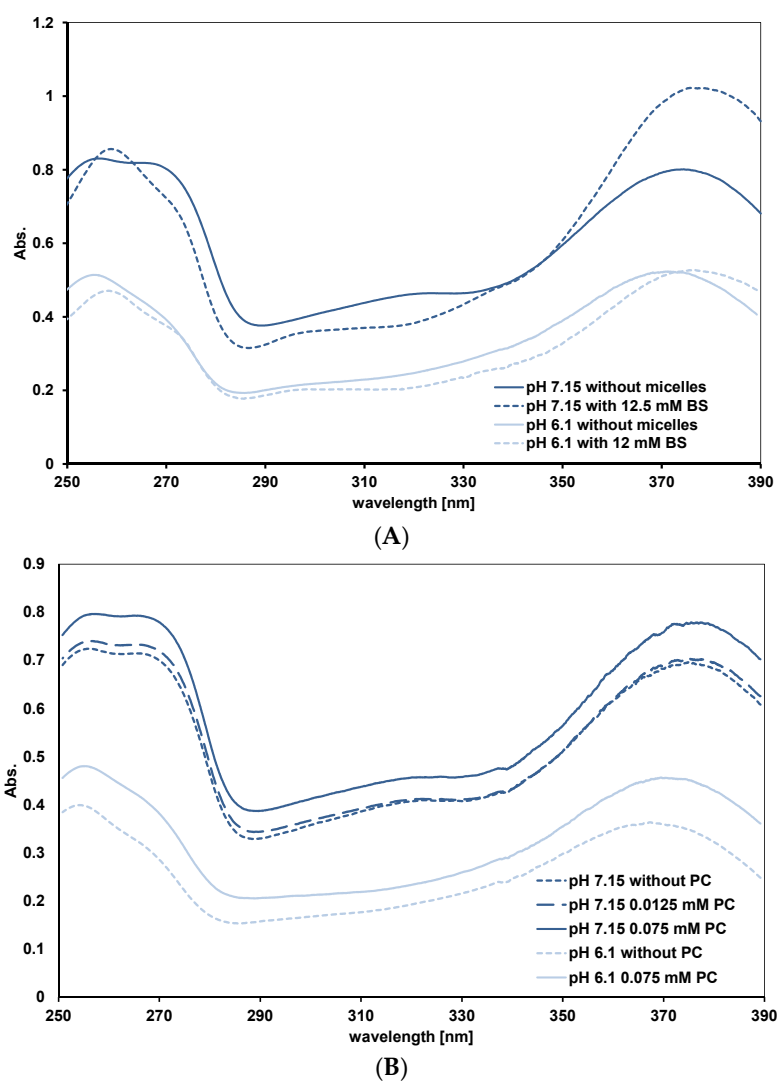 1.2
1
0.8
0.6
0.4
0.2
0
Abs.
pH 7.15 without micelles
pH 7.15 with 12.5 mM BS
pH 6.1 without micelles
pH 6.1 with 12 mM BS
250 270 290 310 330 350 370 390
wavelength [nm]
(A)
0.9
0.8
0.7
0.6
0.5
0.4
0.3
0.2
0.1
0
Abs.
pH 7.15 without PC
pH 7.15 0.0125 mM PC
pH 7.15 0.075 mM PC
pH 6.1 without PC
pH 6.1 0.075 mM PC
250 270 290 310 330 350 370 390
wavelength [nm]
(B)